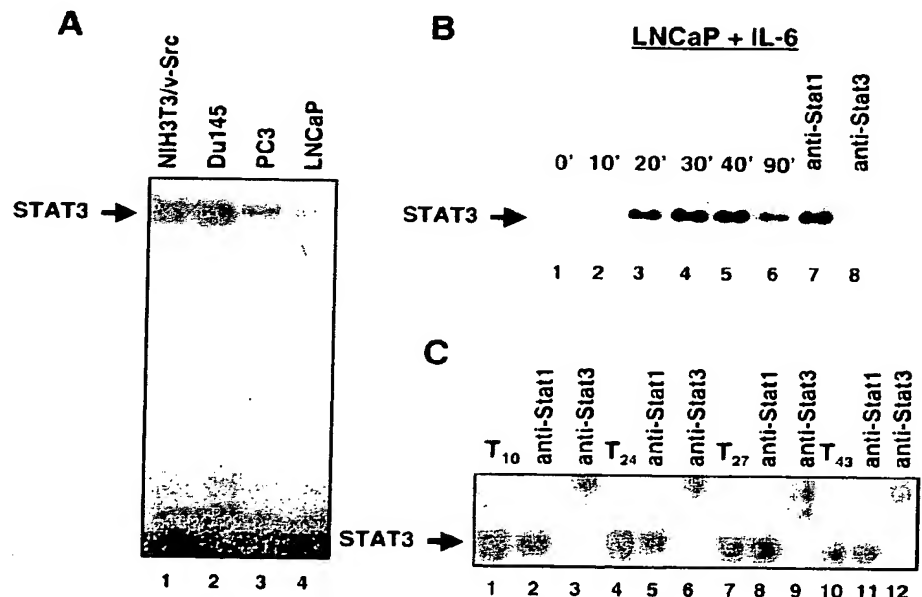 A
NIH3T3/v-Src
Du145
PC3
LNCaP
STAT3
1 2 3 4
B
LNCaP + IL-6
0' 10' 20' 30' 40' 90' anti-Stat1 anti-Stat3
STAT3
1 2 3 4 5 6 7 8
C
T10 anti-Stat1 anti-Stat3 T24 anti-Stat1 anti-Stat3 T27 anti-Stat1 anti-Stat3 T43 anti-Stat1 anti-Stat3
STAT3
1 2 3 4 5 6 7 8 9 10 11 12